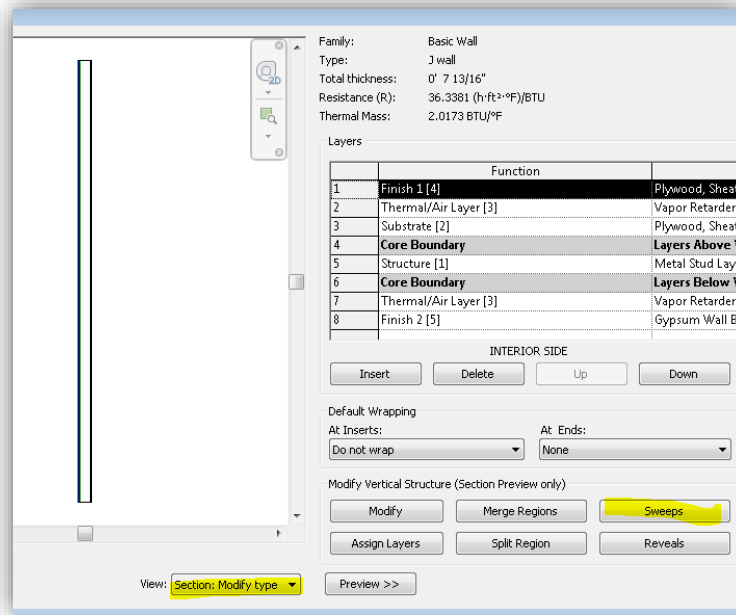 Family: Basic Wall
Type: J wall
Total thickness: 0' 7 13/16"
Resistance (R): 36.3381 (h·ft²·°F)/BTU
Thermal Mass: 2.0173 BTU/°F
2D
Layers
Function
1 Finish 1 [4] Plywood, Sheat
2 Thermal/Air Layer [3] Vapor Retarder
3 Substrate [2] Plywood, Sheat
4 Core Boundary Layers Above W
5 Structure [1] Metal Stud Lay
6 Core Boundary Layers Below W
7 Thermal/Air Layer [3] Vapor Retarder
8 Finish 2 [5] Gypsum Wall B
INTERIOR SIDE
Insert Delete Up Down
Default Wrapping
At Inserts: At Ends:
Do not wrap None
Modify Vertical Structure (Section Preview only)
Modify Merge Regions Sweeps
Assign Layers Split Region Reveals
View: Section: Modify type Preview >>